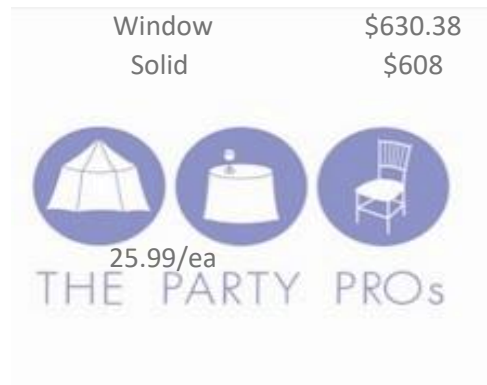 Window $630.38
Solid $608
25.99/ea
THE PARTY PROs